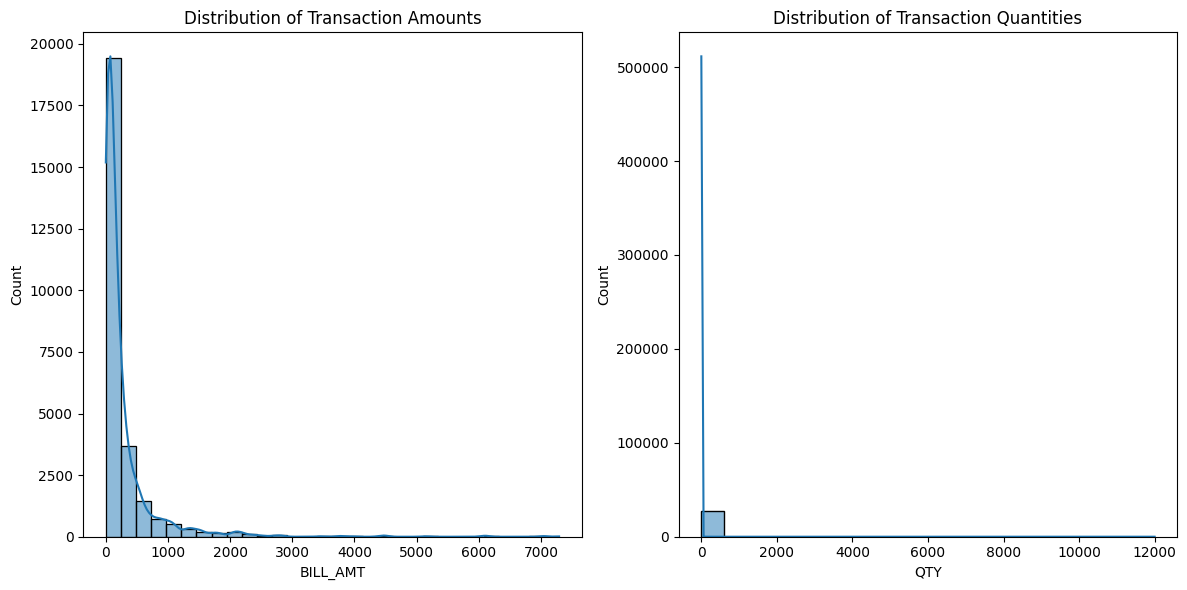 Distribution of Transaction Amounts
20000
17500
15000
12500
10000
7500
5000
2500
0
Count
0 1000 2000 3000 4000 5000 6000 7000
BILL_AMT
Distribution of Transaction Quantities
500000
400000
300000
200000
100000
0
Count
0 2000 4000 6000 8000 10000 12000
QTY